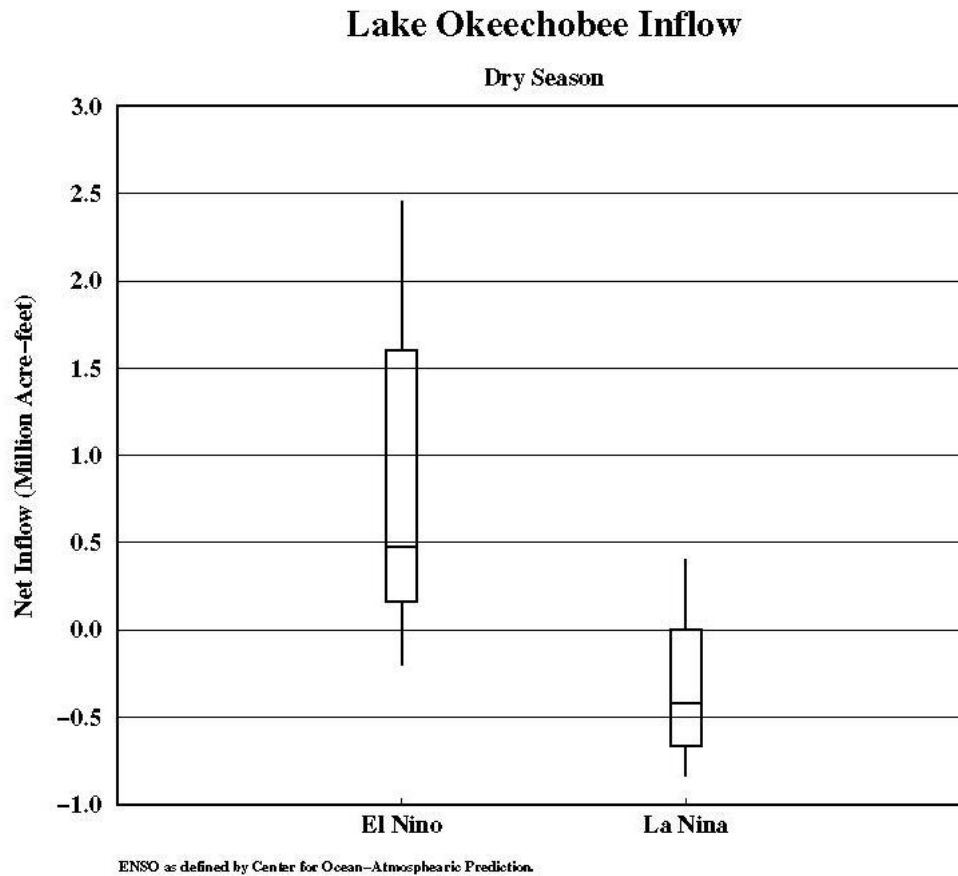 Lake Okeechobee Inflow
Dry Season
3.0
2.5
2.0
1.5
1.0
0.5
0.0
−0.5
−1.0
Net Inflow (Million Acre−feet)
El Nino La Nina
ENSO as defined by Center for Ocean−Atmosphearic Prediction.